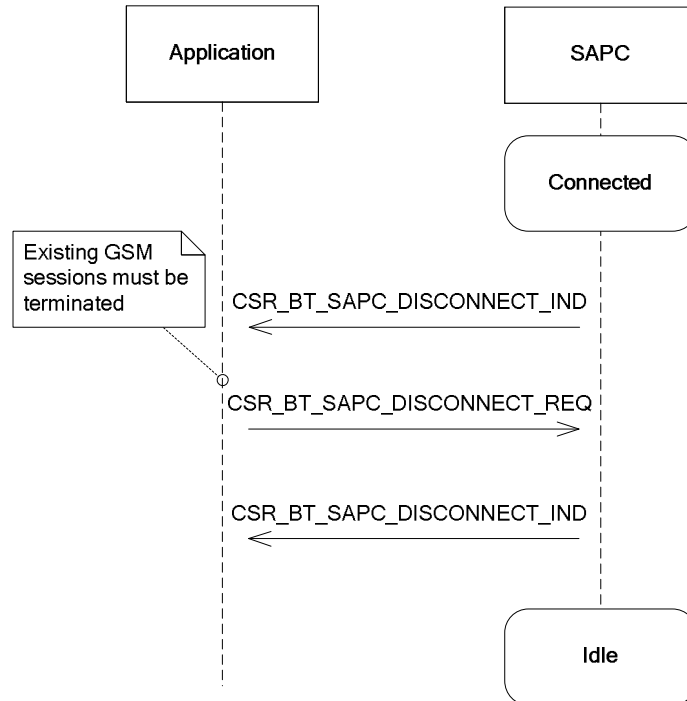 Application
SAPC
Connected
Existing GSM
sessions must be
terminated
CSR_BT_SAPC_DISCONNECT_IND
CSR_BT_SAPC_DISCONNECT_REQ
CSR_BT_SAPC_DISCONNECT_IND
Idle